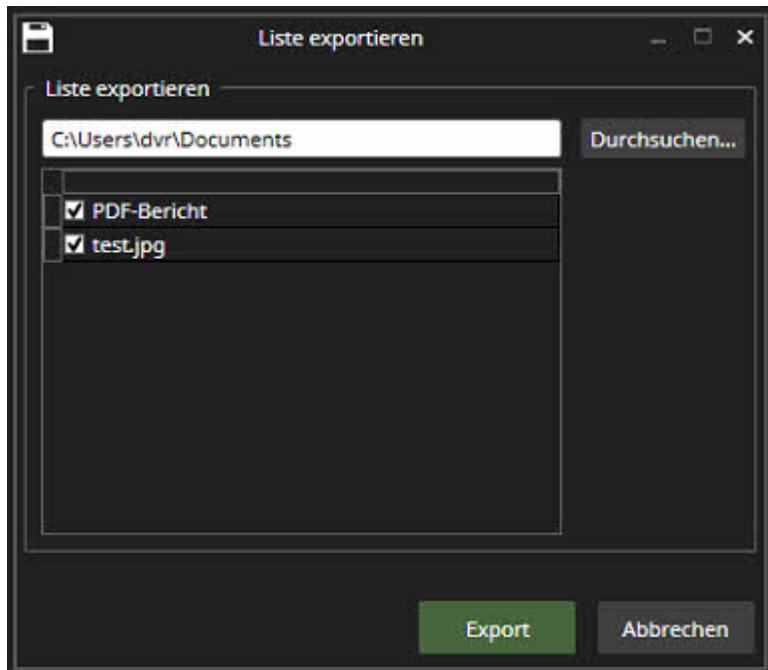 Liste exportieren
Liste exportieren
C:\Users\dvr\Documents
Durchsuchen...
PDF-Bericht
test.jpg
Export
Abbrechen